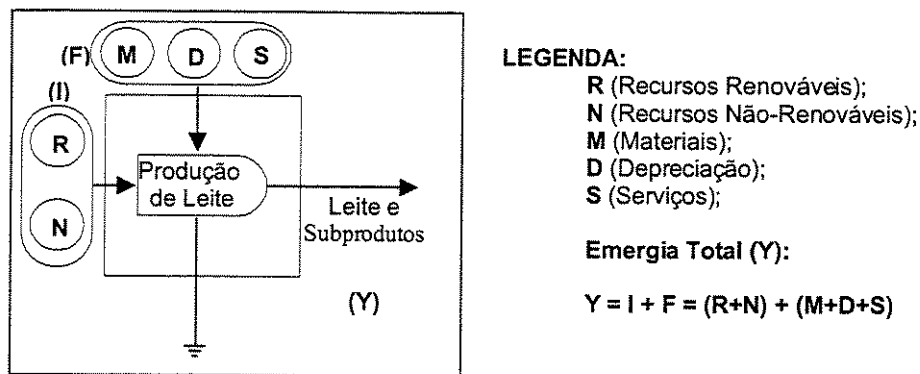 (F) M D S
(I)
R
N
Produção
de Leite
Leite e
Subprodutos
(Y)
LEGENDA:
R (Recursos Renováveis);
N (Recursos Não-Renováveis);
M (Materiais);
D (Depreciação);
S (Serviços);
Emergia Total (Y):
Y = I + F = (R+N) + (M+D+S)